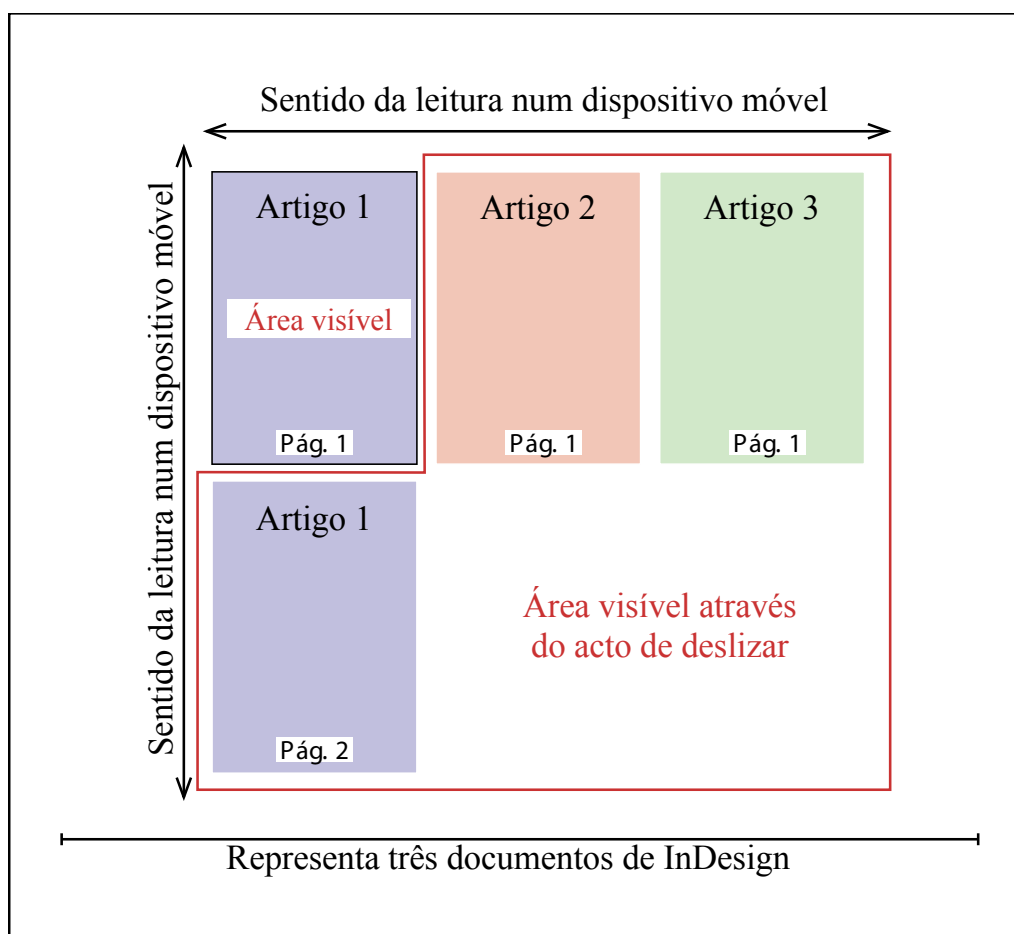 Sentido da leitura num dispositivo móvel
Sentido da leitura num dispositivo móvel
Artigo 1
Artigo 2
Artigo 3
Área visível
Pág. 1
Pág. 1
Pág. 1
Artigo 1
Área visível através
do acto de deslizar
Pág. 2
Representa três documentos de InDesign